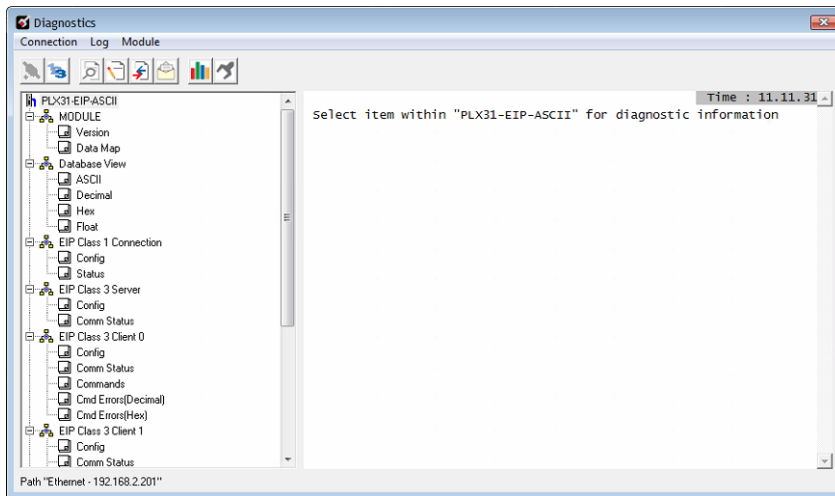 Diagnostics
Connection Log Module
PLX31-EIP-ASCII
MODULE
Version
Data Map
Database View
ASCII
Decimal
Hex
Float
EIP Class 1 Connection
Config
Status
EIP Class 3 Server
Config
Comm Status
EIP Class 3 Client 0
Config
Comm Status
Commands
Cmd Errors(Decimal)
Cmd Errors(Hex)
EIP Class 3 Client 1
Config
Comm Status
Time : 11.11.31
Select item within "PLX31-EIP-ASCII" for diagnostic information
Path "Ethernet - 192.168.2.201"